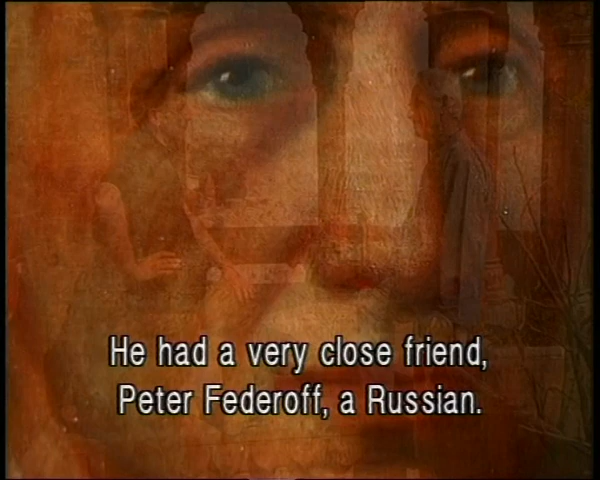 He had a very close friend,
Peter Federoff, a Russian.